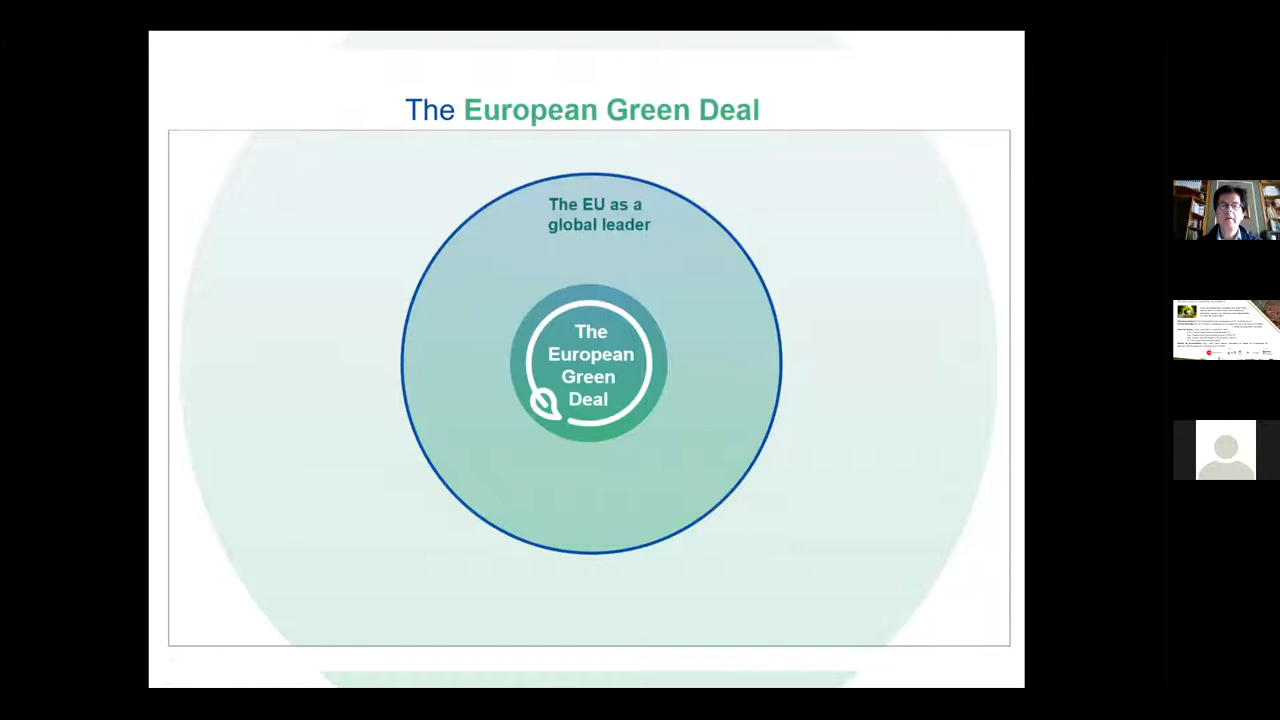 The European Green Deal
The EU as a
global leader
The
European
Green
Deal